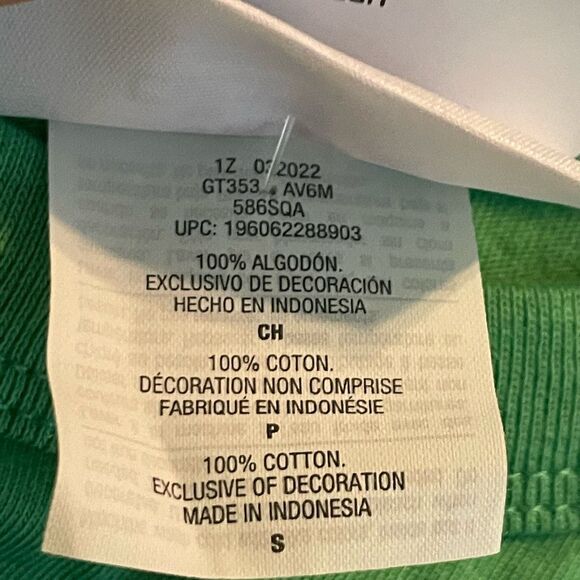 1Z 022022
GT353 AV6M
586SQA
UPC: 196062288903
100% ALGODÓN.
EXCLUSIVO DE DECORACIÓN
HECHO EN INDONESIA
CH
100% COTON.
DÉCORATION NON COMPRISE
FABRIQUÉ EN INDONÉSIE
P
100% COTTON.
EXCLUSIVE OF DECORATION
MADE IN INDONESIA
S